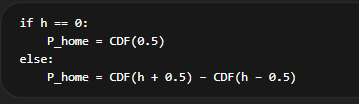 if h == 0:
    P_home = CDF(0.5)
else:
    P_home = CDF(h + 0.5) - CDF(h - 0.5)